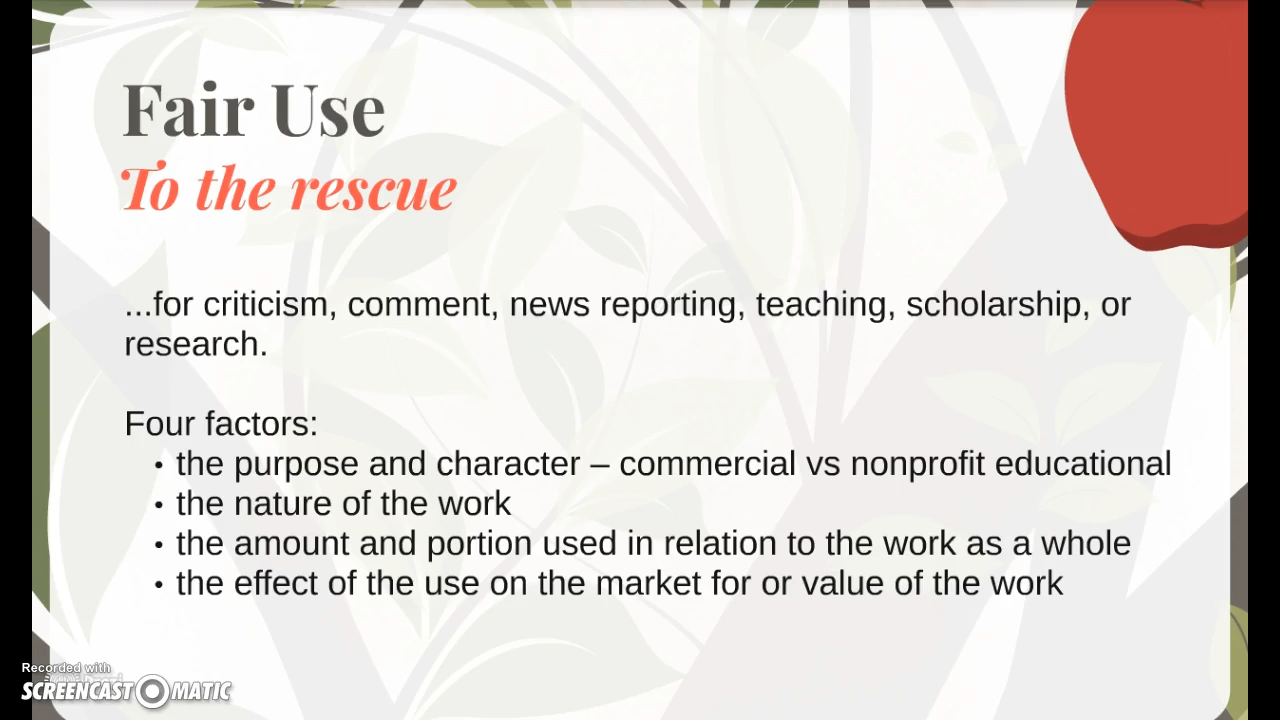 Fair Use
To the rescue
...for criticism, comment, news reporting, teaching, scholarship, or
research.
Four factors:
• the purpose and character – commercial vs nonprofit educational
• the nature of the work
• the amount and portion used in relation to the work as a whole
• the effect of the use on the market for or value of the work
Recorded with
SCREENCAST MATIC